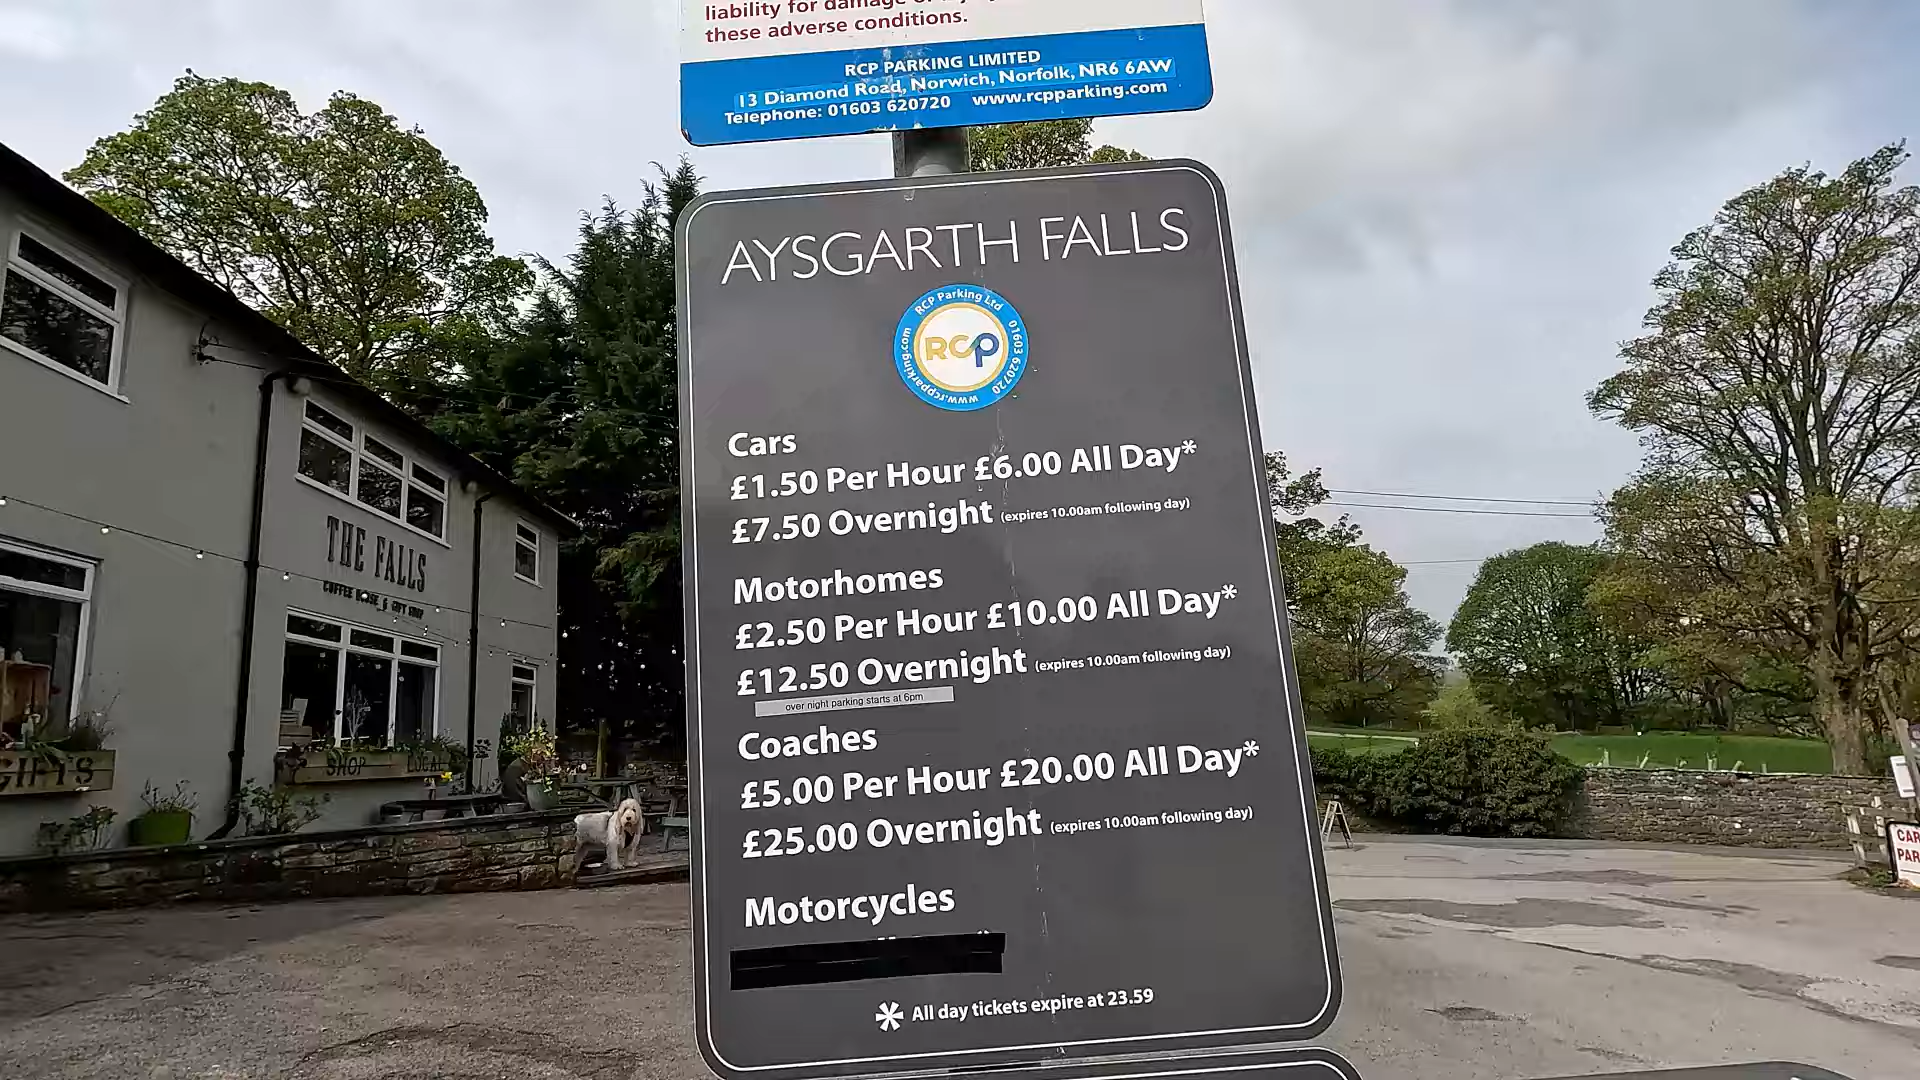 liability for damage
these adverse conditions.
RCP PARKING LIMITED
13 Diamond Road, Norwich, Norfolk, NR6 6AW
Telephone: 01603 620720 www.rcpparking.com
AYSGARTH FALLS
RCP Parking Ltd
01603 620720
www.rcpparking.com
RCP
Cars
£1.50 Per Hour £6.00 All Day*
£7.50 Overnight (expires 10.00am following day)
Motorhomes
£2.50 Per Hour £10.00 All Day*
£12.50 Overnight (expires 10.00am following day)
over night parking starts at 6pm
Coaches
£5.00 Per Hour £20.00 All Day*
£25.00 Overnight (expires 10.00am following day)
Motorcycles
* All day tickets expire at 23.59
THE FALLS
COFFEE HOUSE & GIFT SHOP
GIFTS
SHOP LOCAL
CAR
PAR